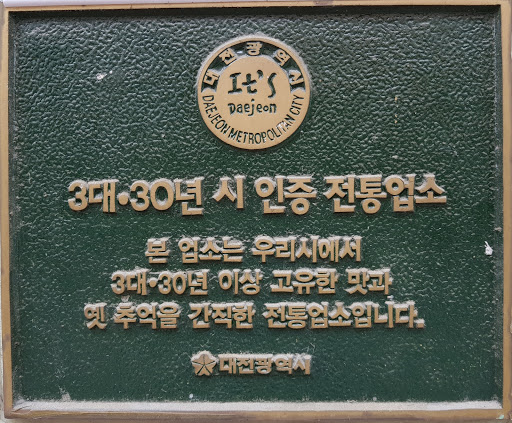 대전광역시
It's
Daejeon
DAEJEON METROPOLITAN CITY
3대·30년 시 인증 전통업소
본 업소는 우리시에서
3대·30년 이상 고유한 맛과
옛 추억을 간직한 전통업소입니다.
대전광역시